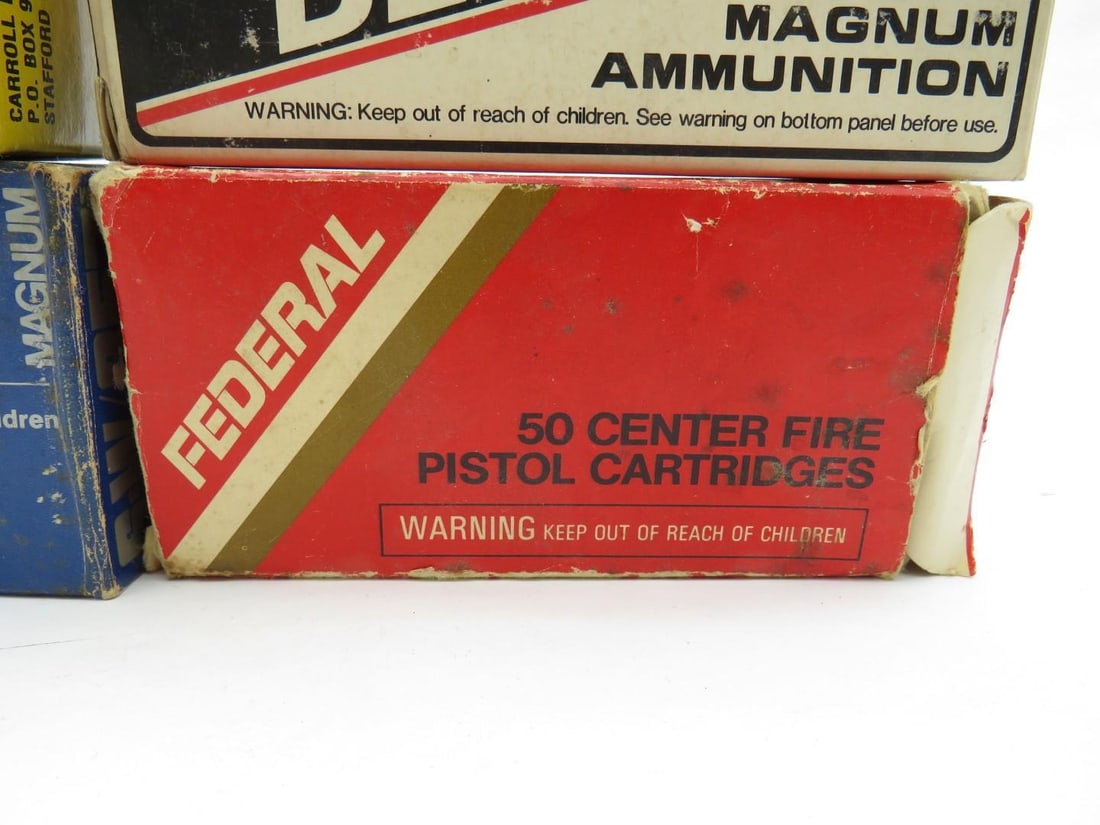 CARROLL
P.O. BOX 9
STAFFORD
MAGNUM
AMMUNITION
WARNING: Keep out of reach of children. See warning on bottom panel before use.
MAGNUM
FEDERAL
50 CENTER FIRE
PISTOL CARTRIDGES
WARNING KEEP OUT OF REACH OF CHILDREN